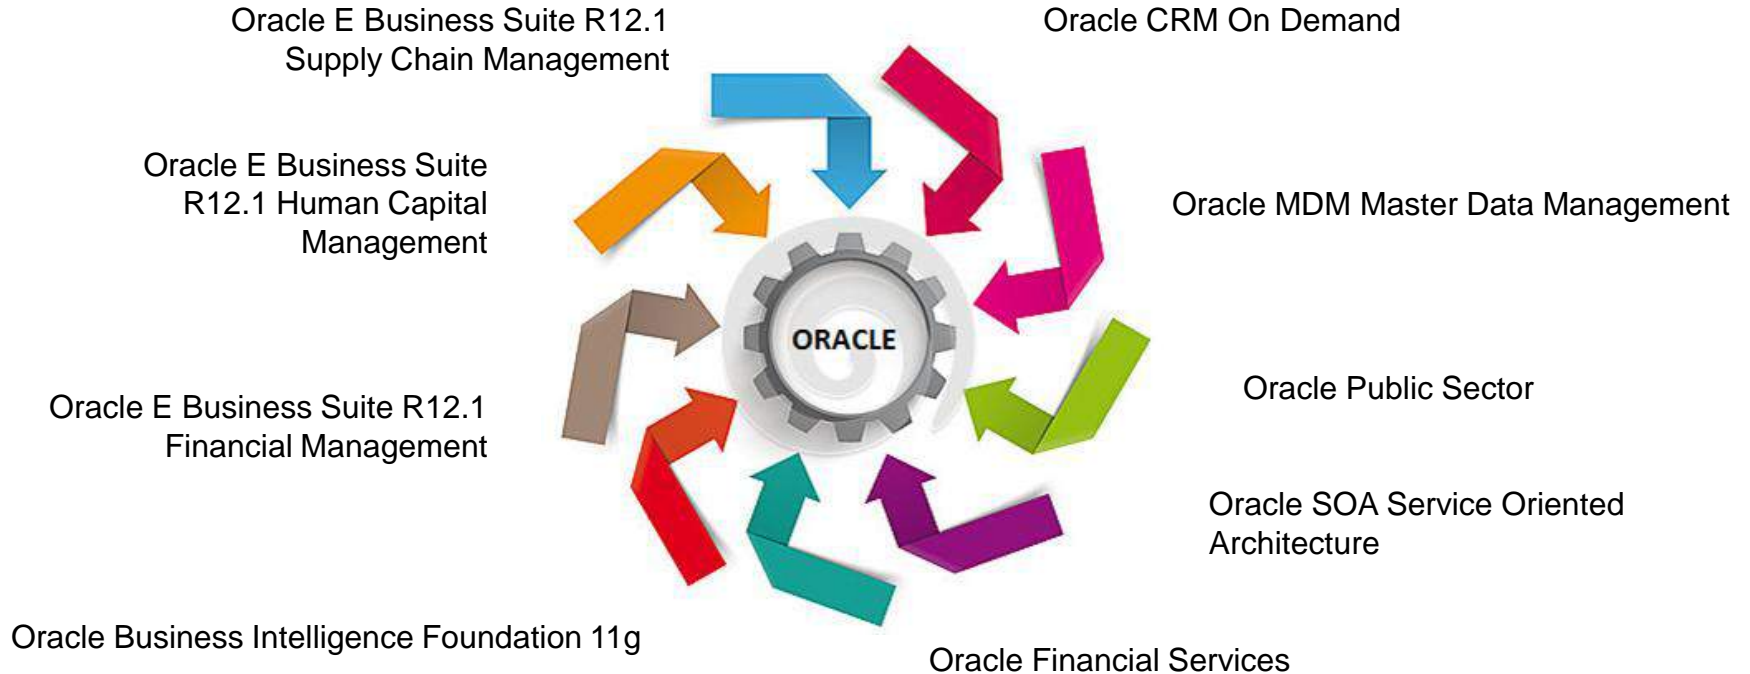 Oracle E Business Suite R12.1
Supply Chain Management
Oracle CRM On Demand
Oracle E Business Suite
R12.1 Human Capital
Management
Oracle MDM Master Data Management
ORACLE
Oracle E Business Suite R12.1
Financial Management
Oracle Public Sector
Oracle SOA Service Oriented
Architecture
Oracle Business Intelligence Foundation 11g
Oracle Financial Services